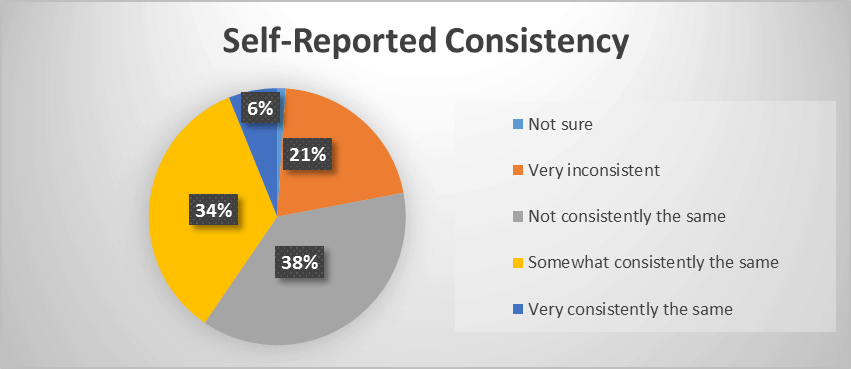 Self-Reported Consistency
6%
21%
34%
38%
Not sure
Very inconsistent
Not consistently the same
Somewhat consistently the same
Very consistently the same